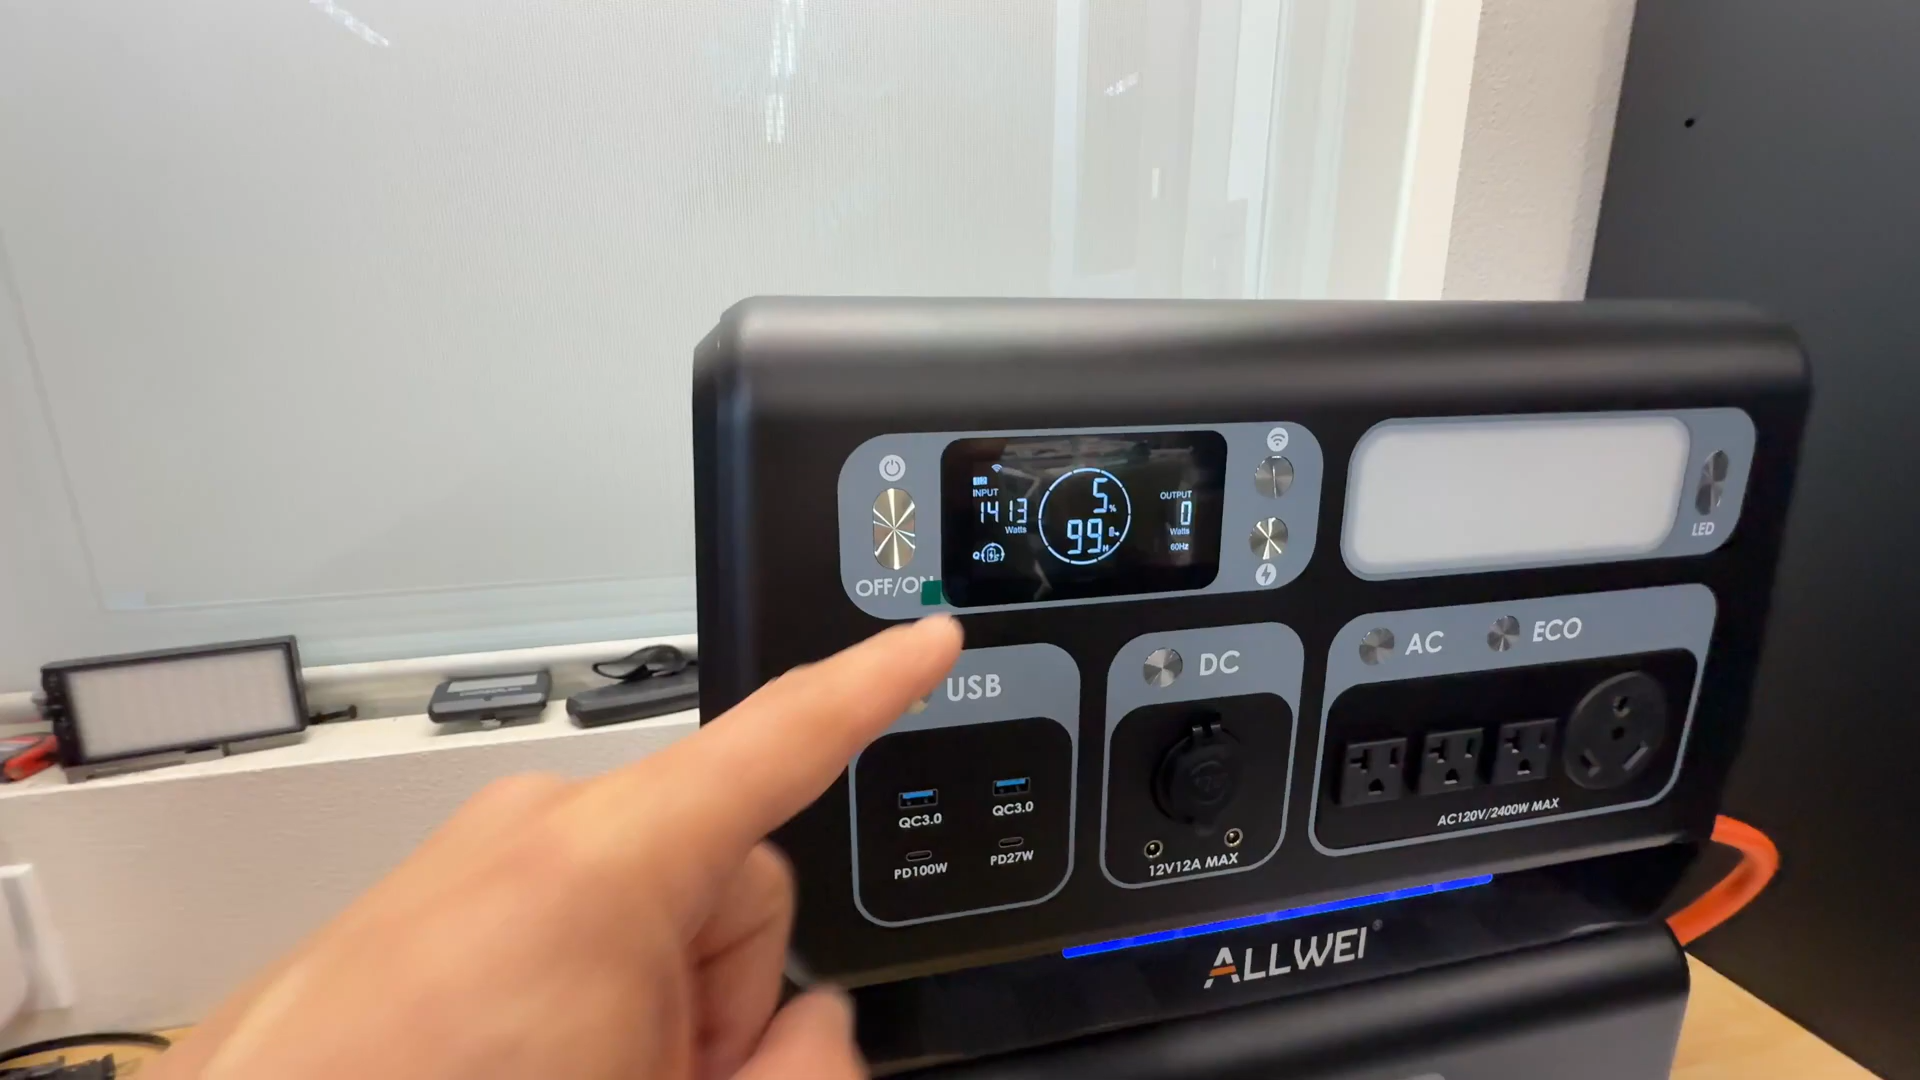 INPUT
1413
Watts
5%
99H
OUTPUT
0
Watts
60Hz
OFF/ON
LED
USB
DC
AC
ECO
QC3.0
QC3.0
PD100W
PD27W
12V12A MAX
AC120V/2400W MAX
ALLWEI®